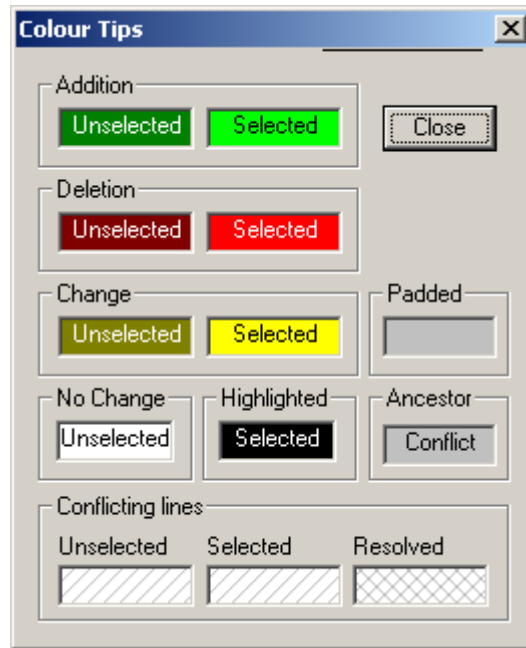 Colour Tips
Addition
Unselected Selected
Close
Deletion
Unselected Selected
Change
Unselected Selected
Padded
No Change
Unselected
Highlighted
Selected
Ancestor
Conflict
Conflicting lines
Unselected Selected Resolved